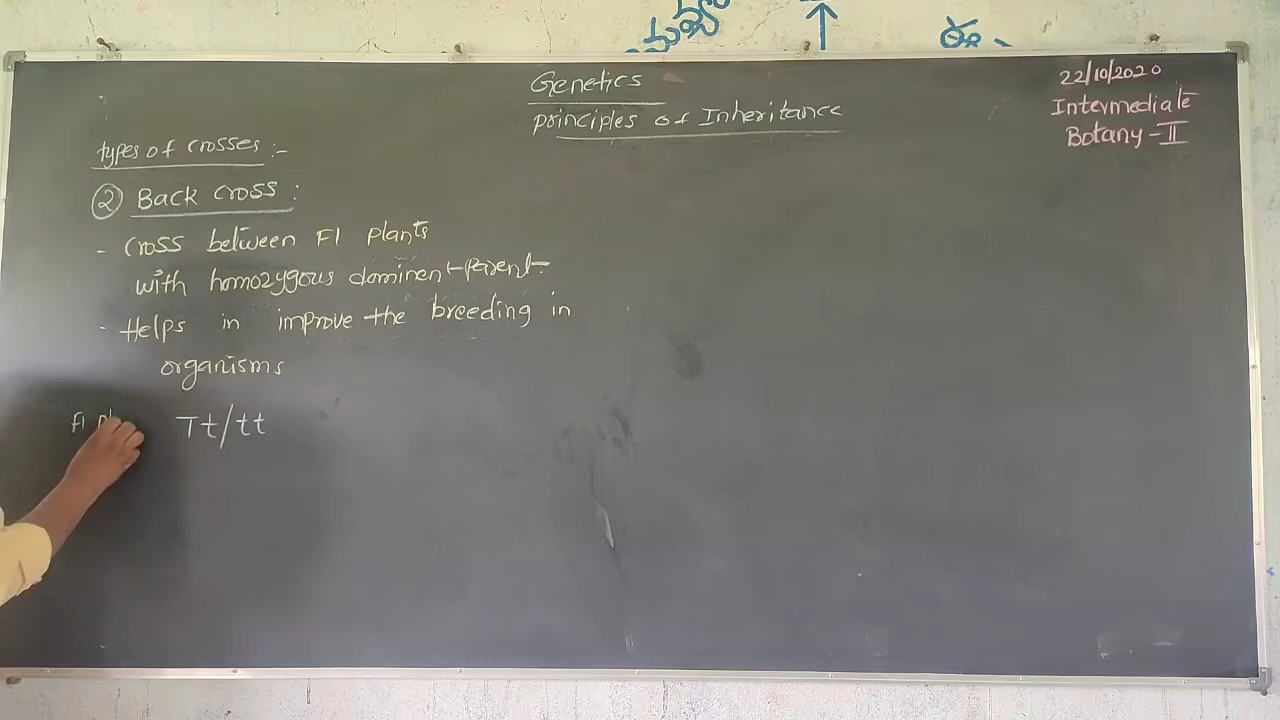 Genetics
principles of Inheritance
22/10/2020
Intermediate
Botany-II
types of crosses :-
② Back cross :
- Cross between F1 plants
with homozygous dominent parent.
- Helps in improve the breeding in
organisms
F1 Tt/tt